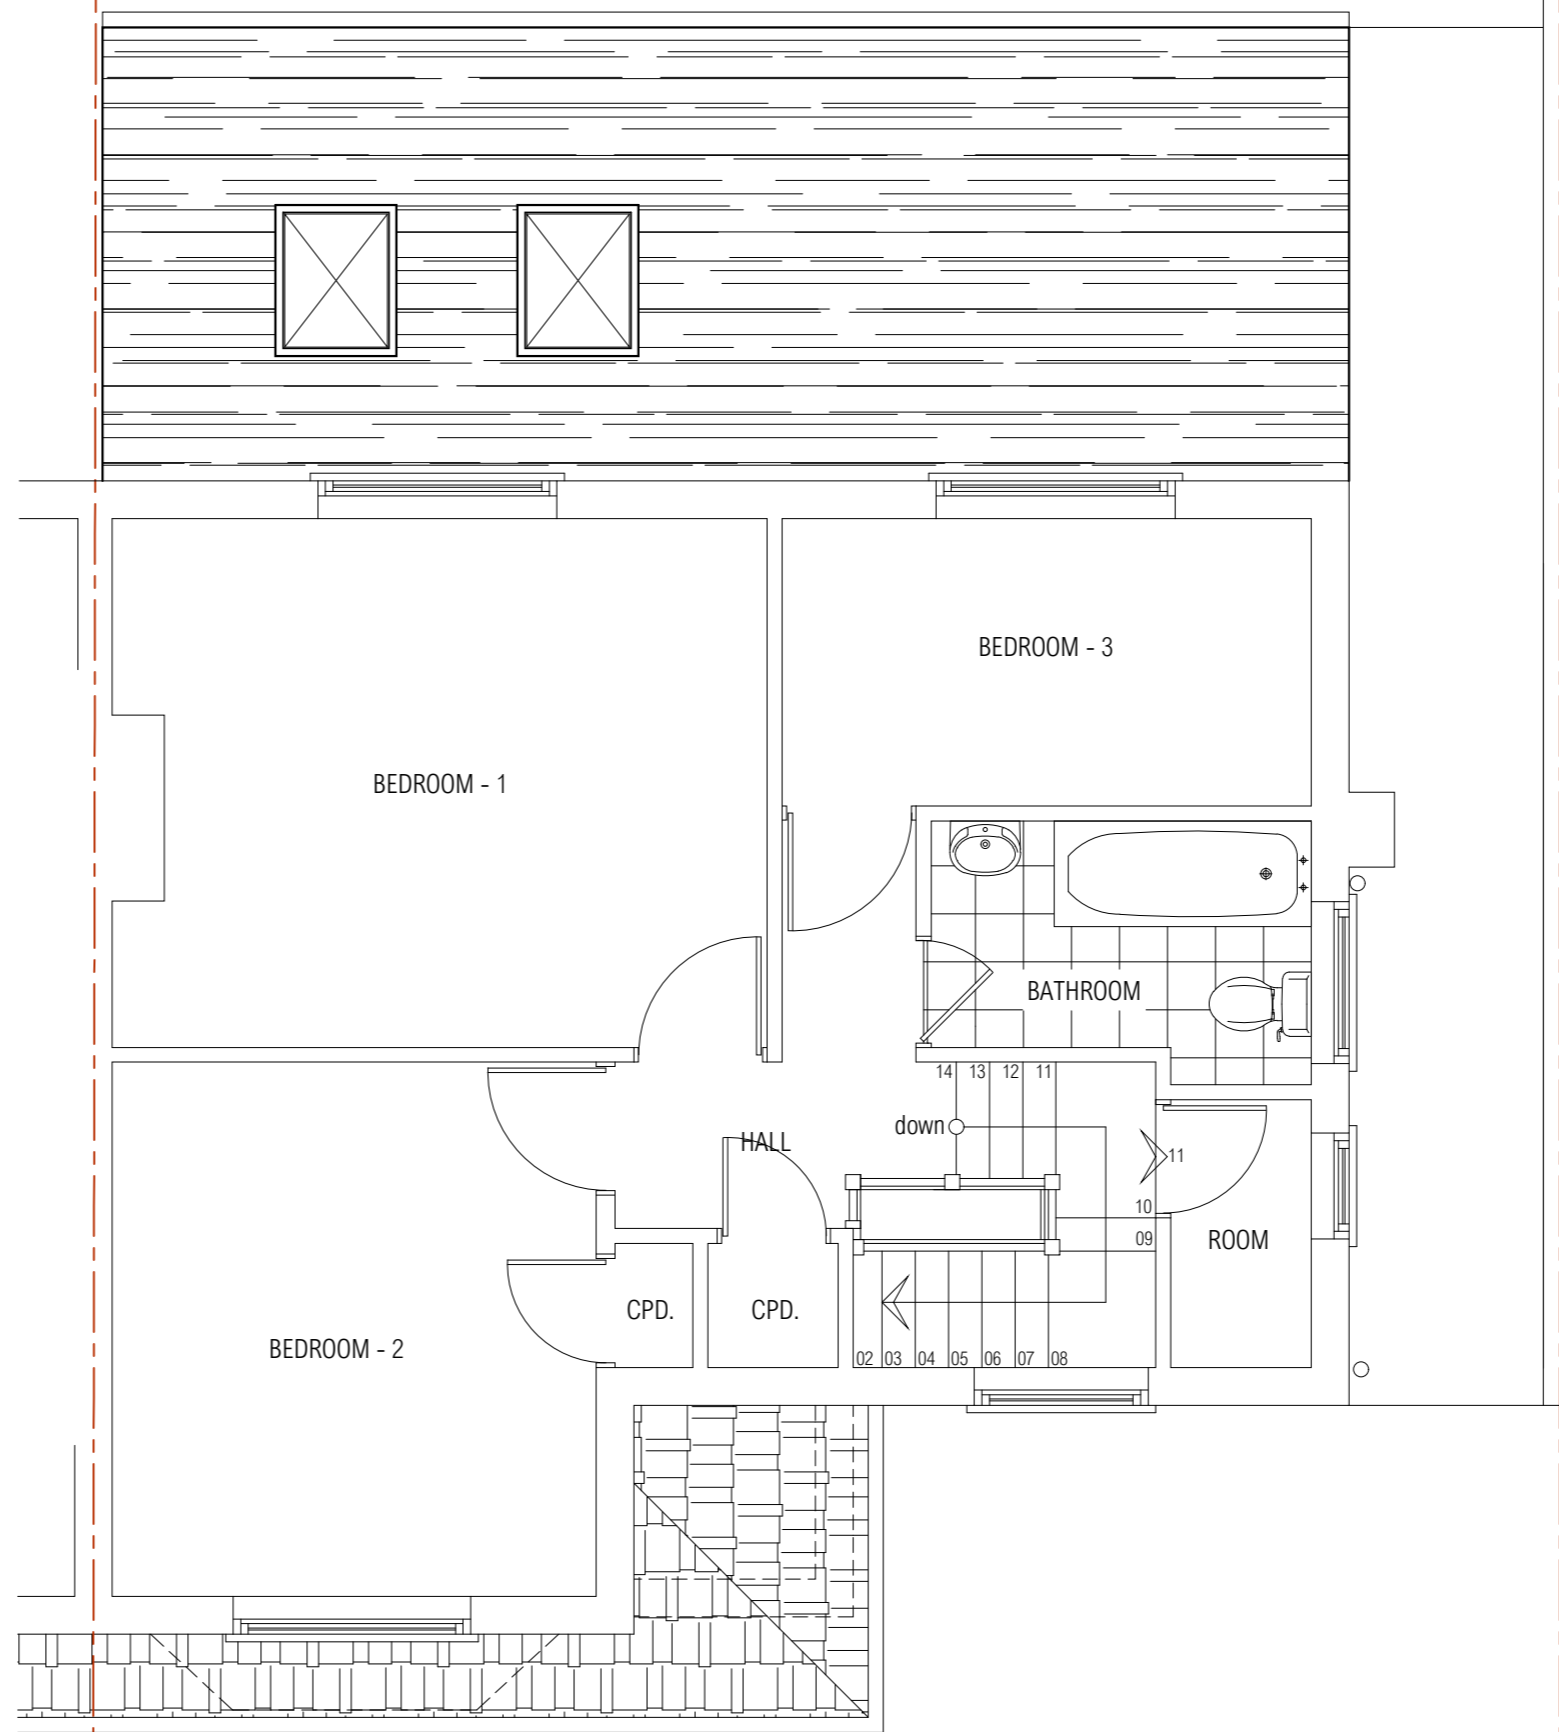 BEDROOM - 3
BEDROOM - 1
BATHROOM
14 13 12 11
down
HALL
11
10
ROOM
09
CPD.
CPD.
BEDROOM - 2
02 03 04 05 06 07 08